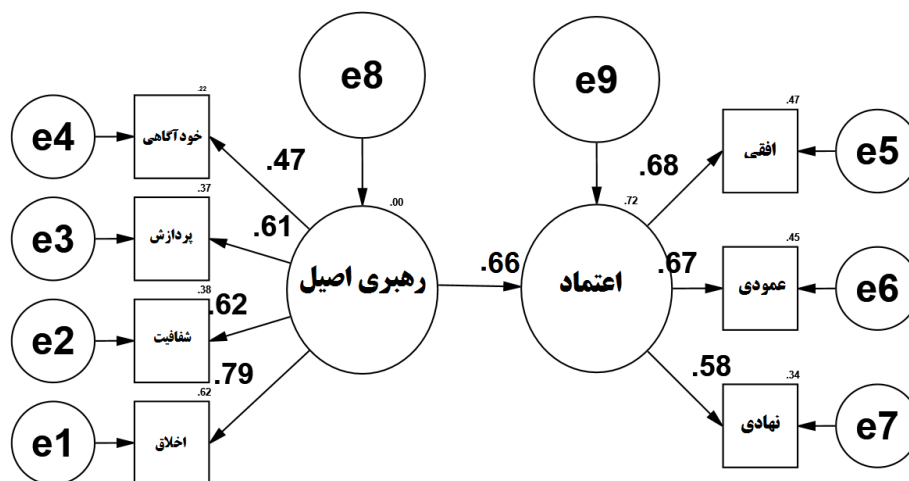 e8
e9
.22
.47
e4
خودآگاهی
.47
افقی
e5
.68
.37
.61
.00
.72
e3
پردازش
رهبری اصیل
.66
اعتماد
.67
.45
عمودی
e6
.38
.62
e2
شفافیت
.79
.58
.62
.34
e1
اخلاق
نهادی
e7